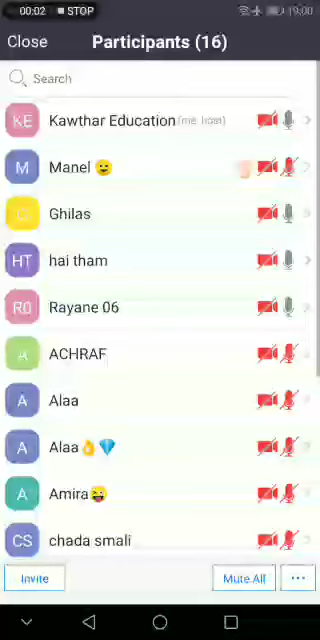 00:02 STOP 19:00
Close Participants (16)
Search
KE Kawthar Education (me, host)
M Manel 😉
G Ghilas
HT hai tham
R0 Rayane 06
A ACHRAF
A Alaa
A Alaa👌💎
A Amira😜
CS chada smali
Invite Mute All ...